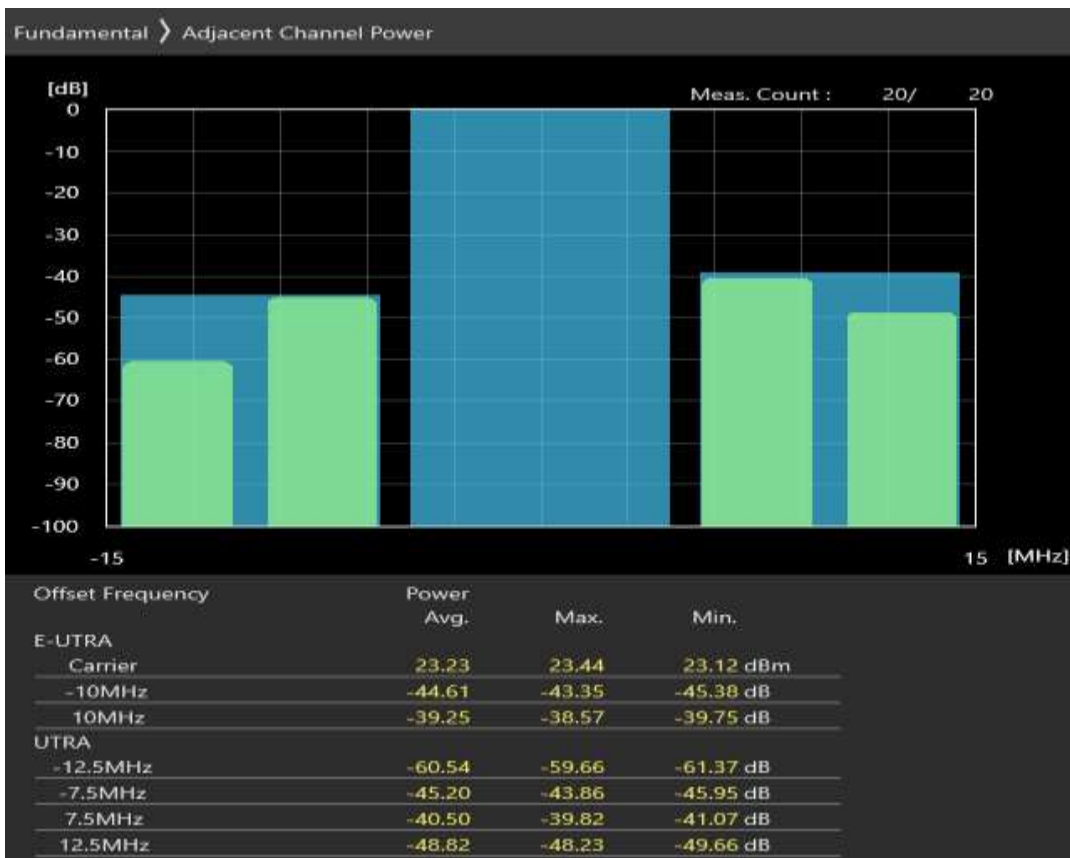 Fundamental ❯ Adjacent Channel Power
[dB]
Meas. Count : 20/ 20
0
-10
-20
-30
-40
-50
-60
-70
-80
-90
-100
-15 15 [MHz]
Offset Frequency Power
Avg. Max. Min.
E-UTRA
Carrier 23.23 23.44 23.12 dBm
-10MHz -44.61 -43.35 -45.38 dB
10MHz -39.25 -38.57 -39.75 dB
UTRA
-12.5MHz -60.54 -59.66 -61.37 dB
-7.5MHz -45.20 -43.86 -45.95 dB
7.5MHz -40.50 -39.82 -41.07 dB
12.5MHz -48.82 -48.23 -49.66 dB